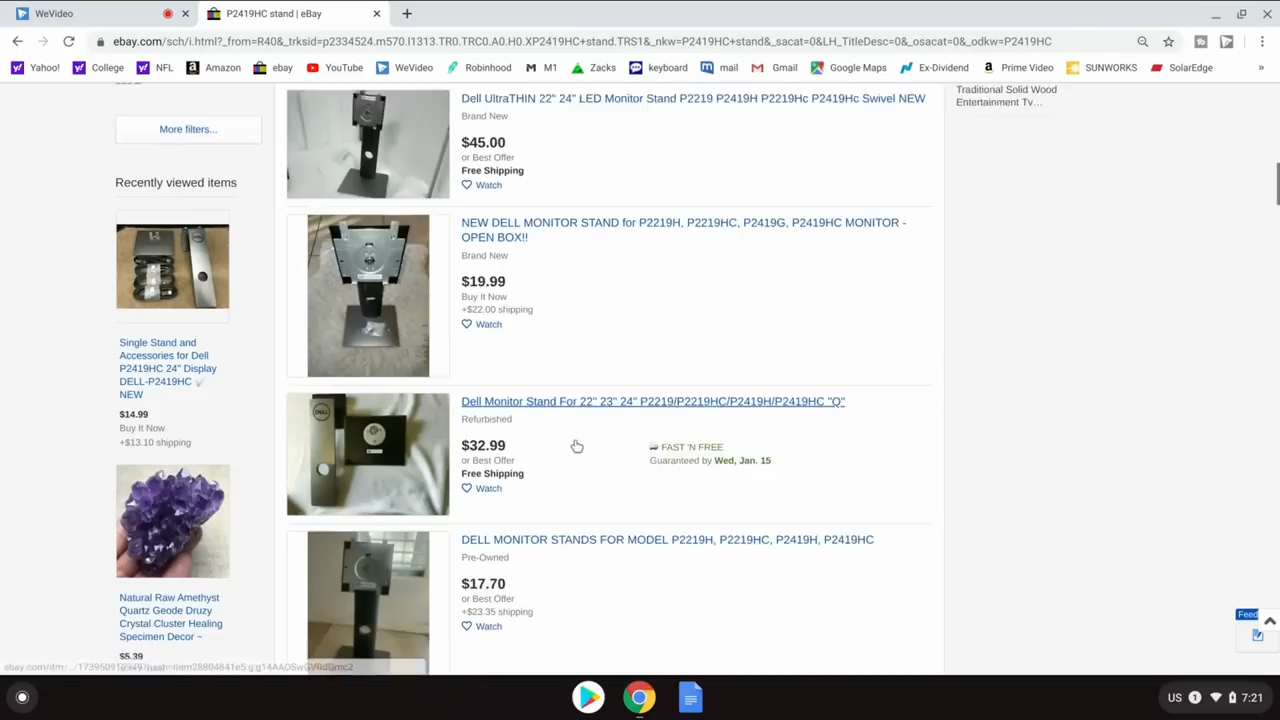 WeVideo
P2419HC stand | eBay
ebay.com/sch/i.html?_from=R40&_trksid=p2334524.m570.l1313.TR0.TRC0.A0.H0.XP2419HC+stand.TRS1&_nkw=P2419HC+stand&_sacat=0&LH_TitleDesc=0&_osacat=0&_odkw=P2419HC
Yahoo! College NFL Amazon ebay YouTube WeVideo Robinhood M1 Zacks keyboard mail Gmail Google Maps Ex-Dividend Prime Video SUNWORKS SolarEdge »
More filters...
Recently viewed items
Single Stand and
Accessories for Dell
P2419HC 24" Display
DELL-P2419HC
NEW
$14.99
Buy It Now
+$13.10 shipping
Natural Raw Amethyst
Quartz Geode Druzy
Crystal Cluster Healing
Specimen Decor ~
$5.39
Dell UltraTHIN 22" 24" LED Monitor Stand P2219 P2419H P2219Hc P2419Hc Swivel NEW
Brand New
$45.00
or Best Offer
Free Shipping
Watch
NEW DELL MONITOR STAND for P2219H, P2219HC, P2419G, P2419HC MONITOR -
OPEN BOX!!
Brand New
$19.99
Buy It Now
+$22.00 shipping
Watch
Dell Monitor Stand For 22" 23" 24" P2219/P2219HC/P2419H/P2419HC "Q"
Refurbished
$32.99
or Best Offer
Free Shipping
Watch
FAST 'N FREE
Guaranteed by Wed, Jan. 15
DELL MONITOR STANDS FOR MODEL P2219H, P2219HC, P2419H, P2419HC
Pre-Owned
$17.70
or Best Offer
+$23.35 shipping
Watch
Traditional Solid Wood
Entertainment Tv…
Feed
US 1 7:21